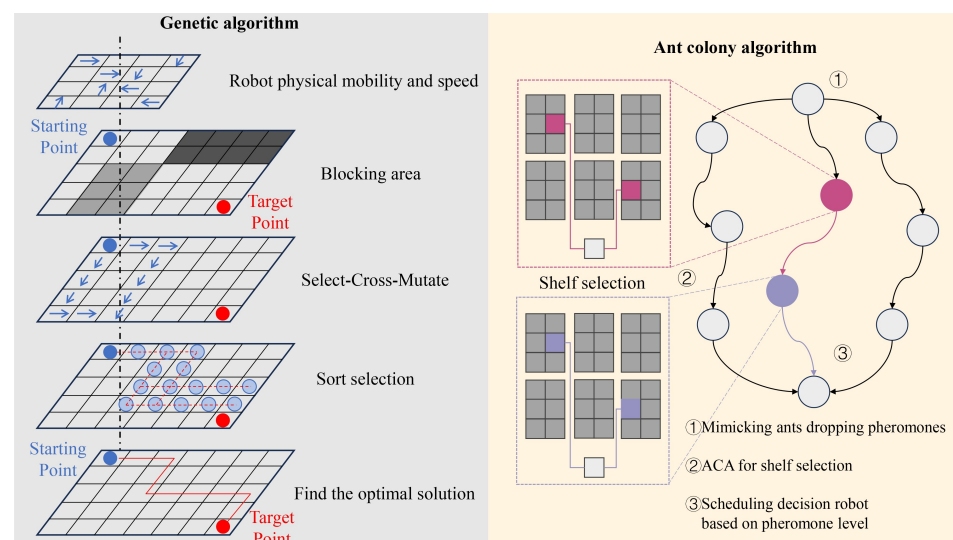 Genetic algorithm
Robot physical mobility and speed
Starting
Point
Blocking area
Target
Point
Select-Cross-Mutate
Sort selection
Starting
Point
Find the optimal solution
Target
Point
Ant colony algorithm
①
Shelf selection
②
③
①Mimicking ants dropping pheromones
②ACA for shelf selection
③Scheduling decision robot
based on pheromone level